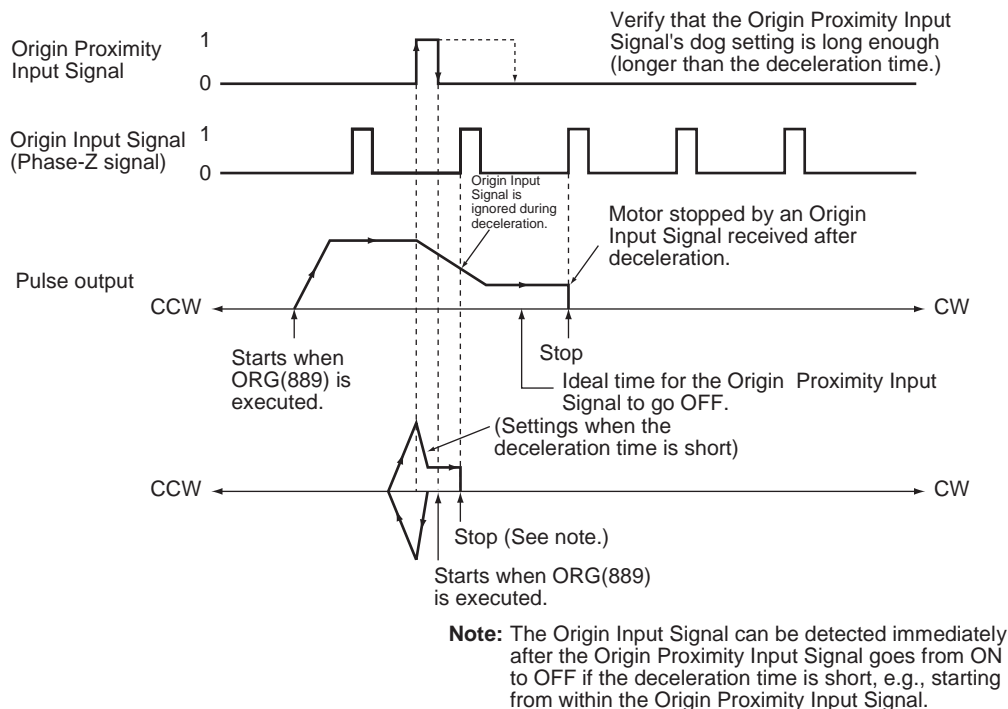 Origin Proximity
Input Signal
1
0
Verify that the Origin Proximity Input
Signal's dog setting is long enough
(longer than the deceleration time.)
Origin Input Signal
(Phase-Z signal)
1
0
Origin Input
Signal is
ignored during
deceleration.
Motor stopped by an Origin
Input Signal received after
deceleration.
Pulse output
CCW
CW
Starts when
ORG(889) is
executed.
Stop
Ideal time for the Origin Proximity Input
Signal to go OFF.
(Settings when the
deceleration time is short)
CCW
CW
Stop (See note.)
Starts when ORG(889)
is executed.
Note: The Origin Input Signal can be detected immediately
after the Origin Proximity Input Signal goes from ON
to OFF if the deceleration time is short, e.g., starting
from within the Origin Proximity Input Signal.